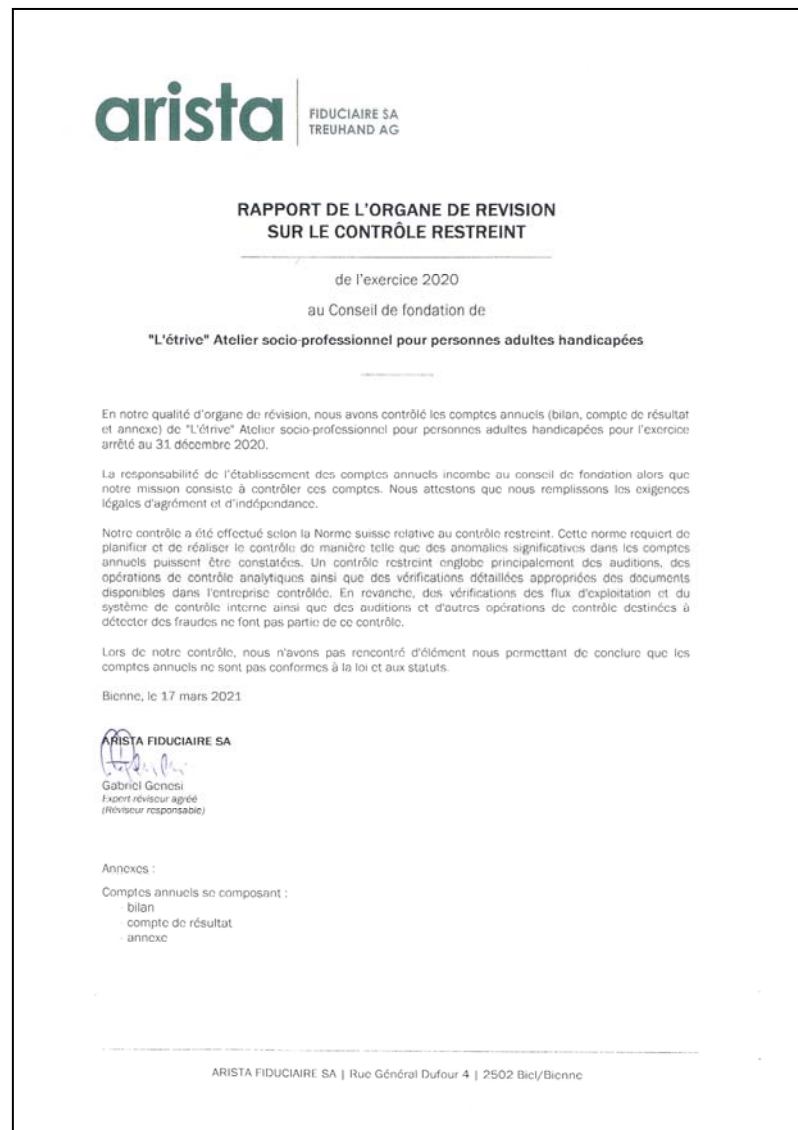 arista
FIDUCIAIRE SA
TREUHAND AG
RAPPORT DE L'ORGANE DE REVISION
SUR LE CONTRÔLE RESTREINT
de l'exercice 2020
au Conseil de fondation de
"L'étrive" Atelier socio-professionnel pour personnes adultes handicapées
En notre qualité d'organe de révision, nous avons contrôlé les comptes annuels (bilan, compte de résultat
et annexe) de "L'étrive" Atelier socio-professionnel pour personnes adultes handicapées pour l'exercice
arrêté au 31 décembre 2020.
La responsabilité de l'établissement des comptes annuels incombe au conseil de fondation alors que
notre mission consiste à contrôler ces comptes. Nous attestons que nous remplissons les exigences
légales d'agrément et d'indépendance.
Notre contrôle a été effectué selon la Norme suisse relative au contrôle restreint. Cette norme requiert de
planifier et de réaliser le contrôle de manière telle que des anomalies significatives dans les comptes
annuels puissent être constatées. Un contrôle restreint englobe principalement des auditions, des
opérations de contrôle analytiques ainsi que des vérifications détaillées appropriées des documents
disponibles dans l'entreprise contrôlée. En revanche, des vérifications des flux d'exploitation et du
système de contrôle interne ainsi que des auditions et d'autres opérations de contrôle destinées à
détecter des fraudes ne font pas partie de ce contrôle.
Lors de notre contrôle, nous n'avons pas rencontré d'élément nous permettant de conclure que les
comptes annuels ne sont pas conformes à la loi et aux statuts.
Bienne, le 17 mars 2021
ARISTA FIDUCIAIRE SA
Gabriel Genesi
Expert réviseur agréé
(Réviseur responsable)
Annexes :
Comptes annuels se composant :
- bilan
- compte de résultat
- annexe
ARISTA FIDUCIAIRE SA | Rue Général Dufour 4 | 2502 Biel/Bienne